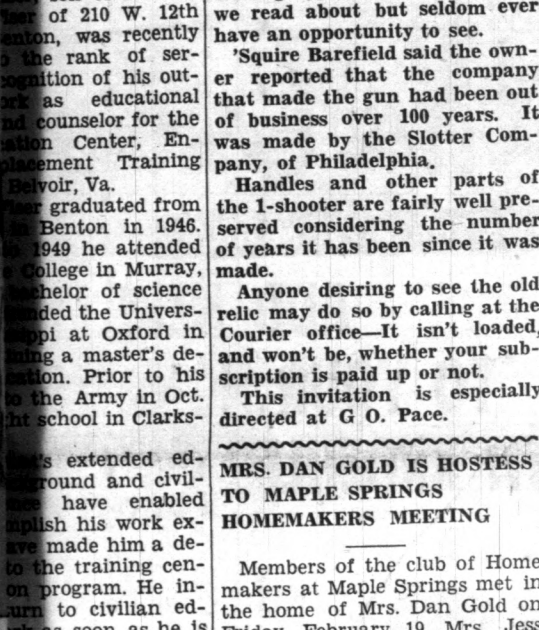 of 210 W. 12th
was recently
the rank of ser-
of his out-
as educational
counselor for the
Center, En-
Training
Belvoir, Va.
graduated from
Benton in 1946.
1949 he attended
College in Murray,
of science
the Univers-
at Oxford in
a master's de-
Prior to his
the Army in Oct.
school in Clarks-
extended ed-
and civil-
have enabled
his work ex-
made him a de-
to the training cen-
program. He in-
to civilian ed-
as soon as he is
we read about but seldom ever
have an opportunity to see.
'Squire Barefield said the own-
er reported that the company
that made the gun had been out
of business over 100 years. It
was made by the Slotter Com-
pany, of Philadelphia.
Handles and other parts of
the 1-shooter are fairly well pre-
served considering the number
of years it has been since it was
made.
Anyone desiring to see the old
relic may do so by calling at the
Courier office—It isn't loaded,
and won't be, whether your sub-
scription is paid up or not.
This invitation is especially
directed at G O. Pace.
MRS. DAN GOLD IS HOSTESS
TO MAPLE SPRINGS
HOMEMAKERS MEETING
Members of the club of Home
makers at Maple Springs met in
the home of Mrs. Dan Gold on
Friday, February 19. Mrs. Jess